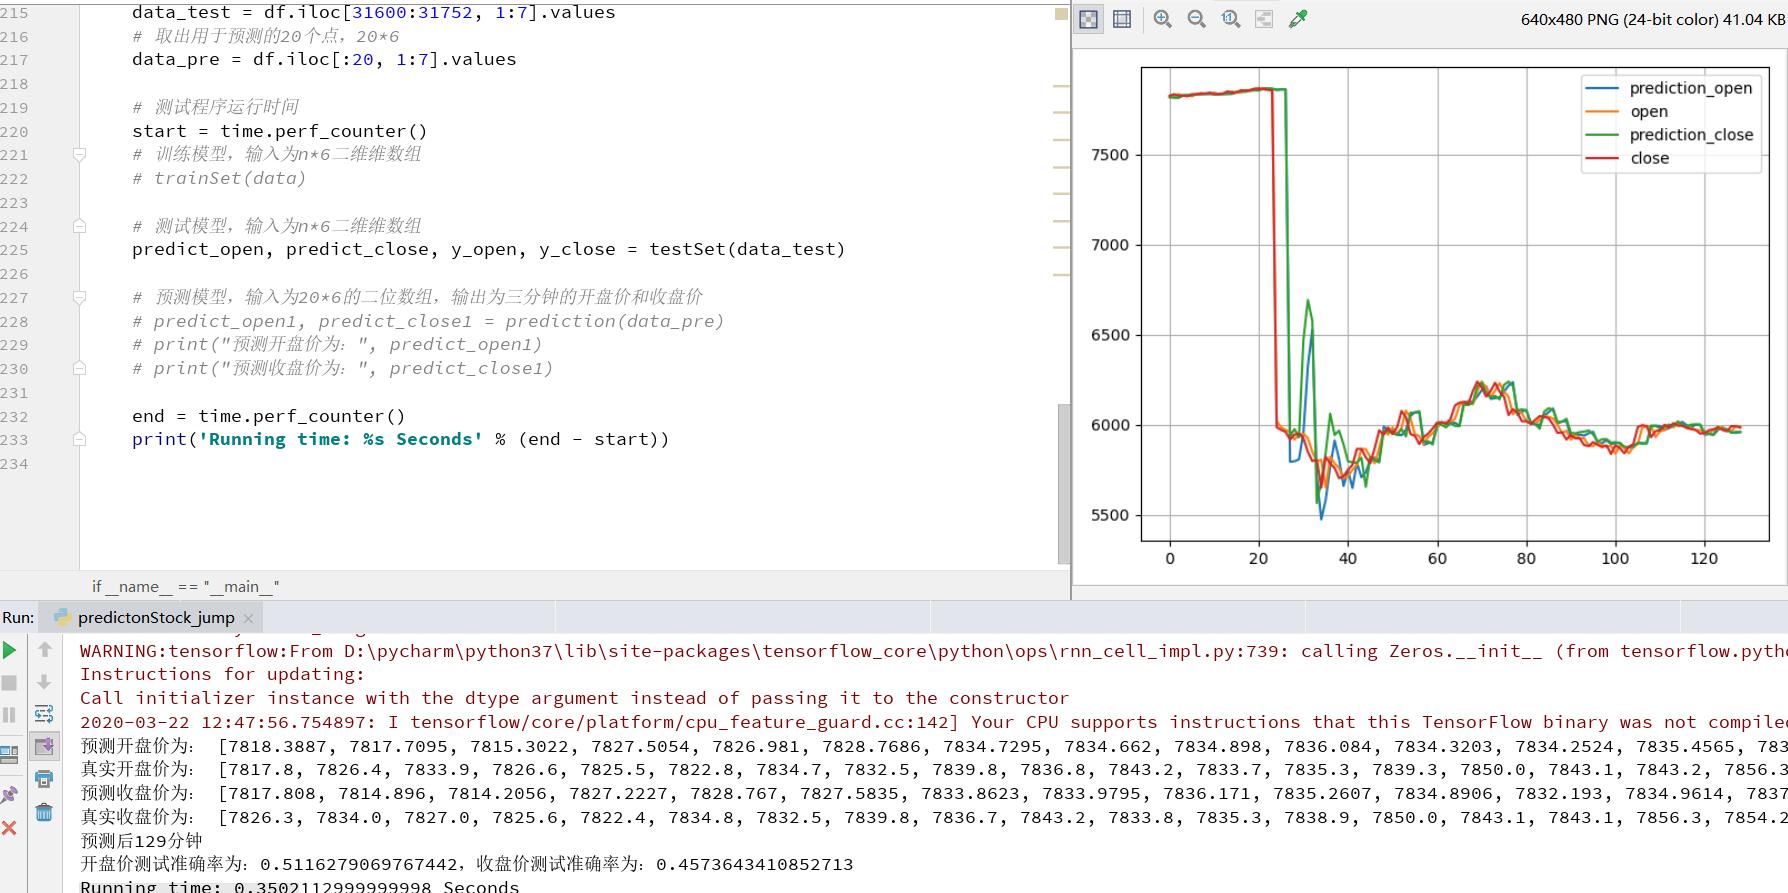 215 data_test = df.iloc[31600:31752, 1:7].values
216 # 取出用于预测的20个点，20*6
217 data_pre = df.iloc[:20, 1:7].values
218
219 # 测试程序运行时间
220 start = time.perf_counter()
221 # 训练模型，输入为n*6二维维数组
222 # trainSet(data)
223
224 # 测试模型，输入为n*6二维维数组
225 predict_open, predict_close, y_open, y_close = testSet(data_test)
226
227 # 预测模型，输入为20*6的二位数组，输出为三分钟的开盘价和收盘价
228 # predict_open1, predict_close1 = prediction(data_pre)
229 # print("预测开盘价为：", predict_open1)
230 # print("预测收盘价为：", predict_close1)
231
232 end = time.perf_counter()
233 print('Running time: %s Seconds' % (end - start))
234
if __name__ == "__main__"
640x480 PNG (24-bit color) 41.04 KB
prediction_open
open
prediction_close
close
7500
7000
6500
6000
5500
0 20 40 60 80 100 120
Run: predictonStock_jump
WARNING:tensorflow:From D:\pycharm\python37\lib\site-packages\tensorflow_core\python\ops\rnn_cell_impl.py:739: calling Zeros.__init__ (from tensorflow.pytho
Instructions for updating:
Call initializer instance with the dtype argument instead of passing it to the constructor
2020-03-22 12:47:56.754897: I tensorflow/core/platform/cpu_feature_guard.cc:142] Your CPU supports instructions that this TensorFlow binary was not compile
预测开盘价为： [7818.3887, 7817.7095, 7815.3022, 7827.5054, 7826.981, 7828.7686, 7834.7295, 7834.662, 7834.898, 7836.084, 7834.3203, 7834.2524, 7835.4565, 783
真实开盘价为： [7817.8, 7826.4, 7833.9, 7826.6, 7825.5, 7822.8, 7834.7, 7832.5, 7839.8, 7836.8, 7843.2, 7833.7, 7835.3, 7839.3, 7850.0, 7843.1, 7843.2, 7856.3
预测收盘价为： [7817.808, 7814.896, 7814.2056, 7827.2227, 7828.767, 7827.5835, 7833.8623, 7833.9795, 7836.171, 7835.2607, 7834.8906, 7832.193, 7834.9614, 7837
真实收盘价为： [7826.3, 7834.0, 7827.0, 7825.6, 7822.4, 7834.8, 7832.5, 7839.8, 7836.7, 7843.2, 7833.8, 7835.3, 7838.9, 7850.0, 7843.1, 7843.1, 7856.3, 7854.2
预测后129分钟
开盘价测试准确率为：0.5116279069767442，收盘价测试准确率为：0.4573643410852713
Running time: 0.3502112999999998 Seconds